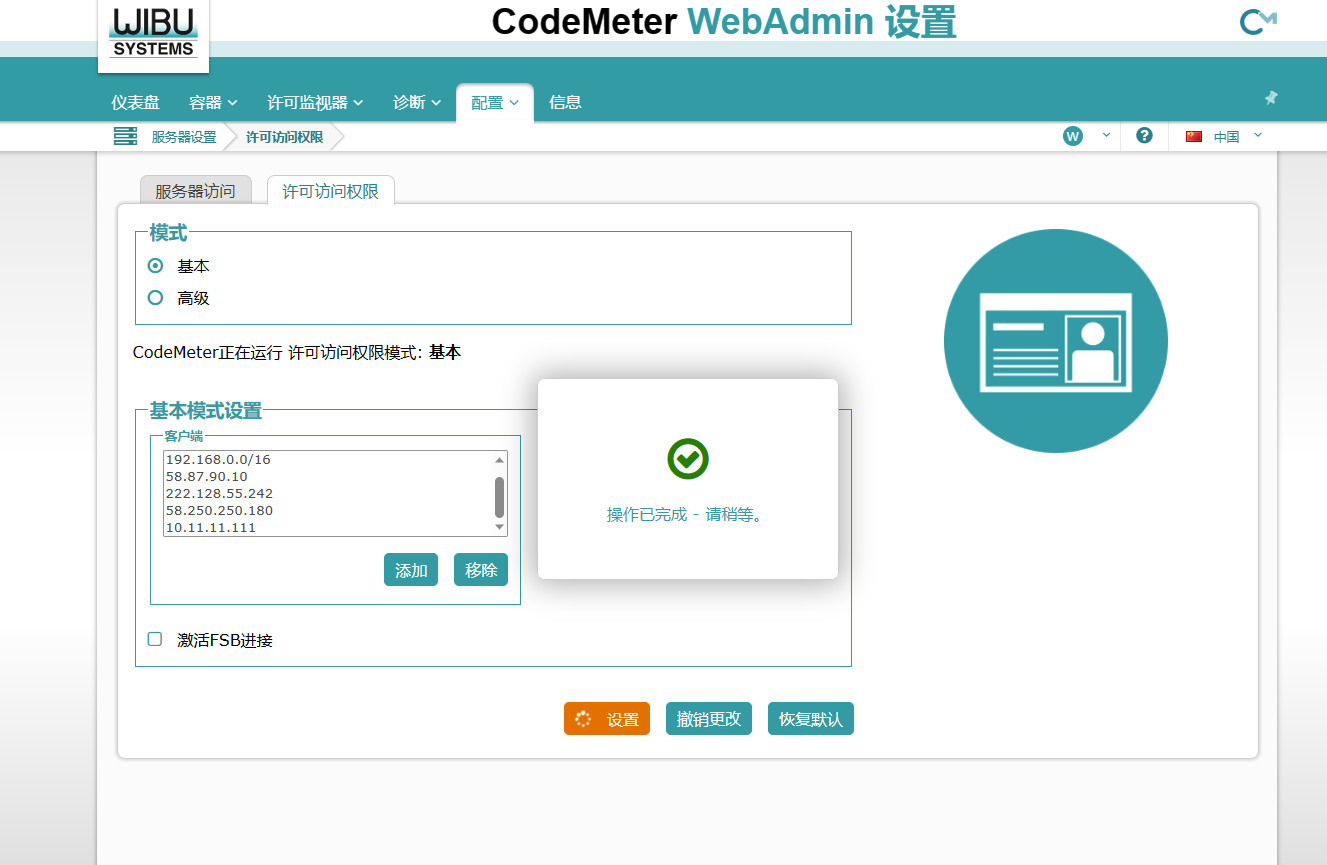 WIBU
SYSTEMS
CodeMeter WebAdmin 设置
仪表盘 容器 许可监视器 诊断 配置 信息
服务器设置 许可访问权限 W ? 中国
服务器访问 许可访问权限
模式
基本
高级
CodeMeter正在运行 许可访问权限模式: 基本
基本模式设置
客户端
192.168.0.0/16
58.87.90.10
222.128.55.242
58.250.250.180
10.11.11.111
添加 移除
操作已完成 - 请稍等。
激活FSB进接
设置 撤销更改 恢复默认